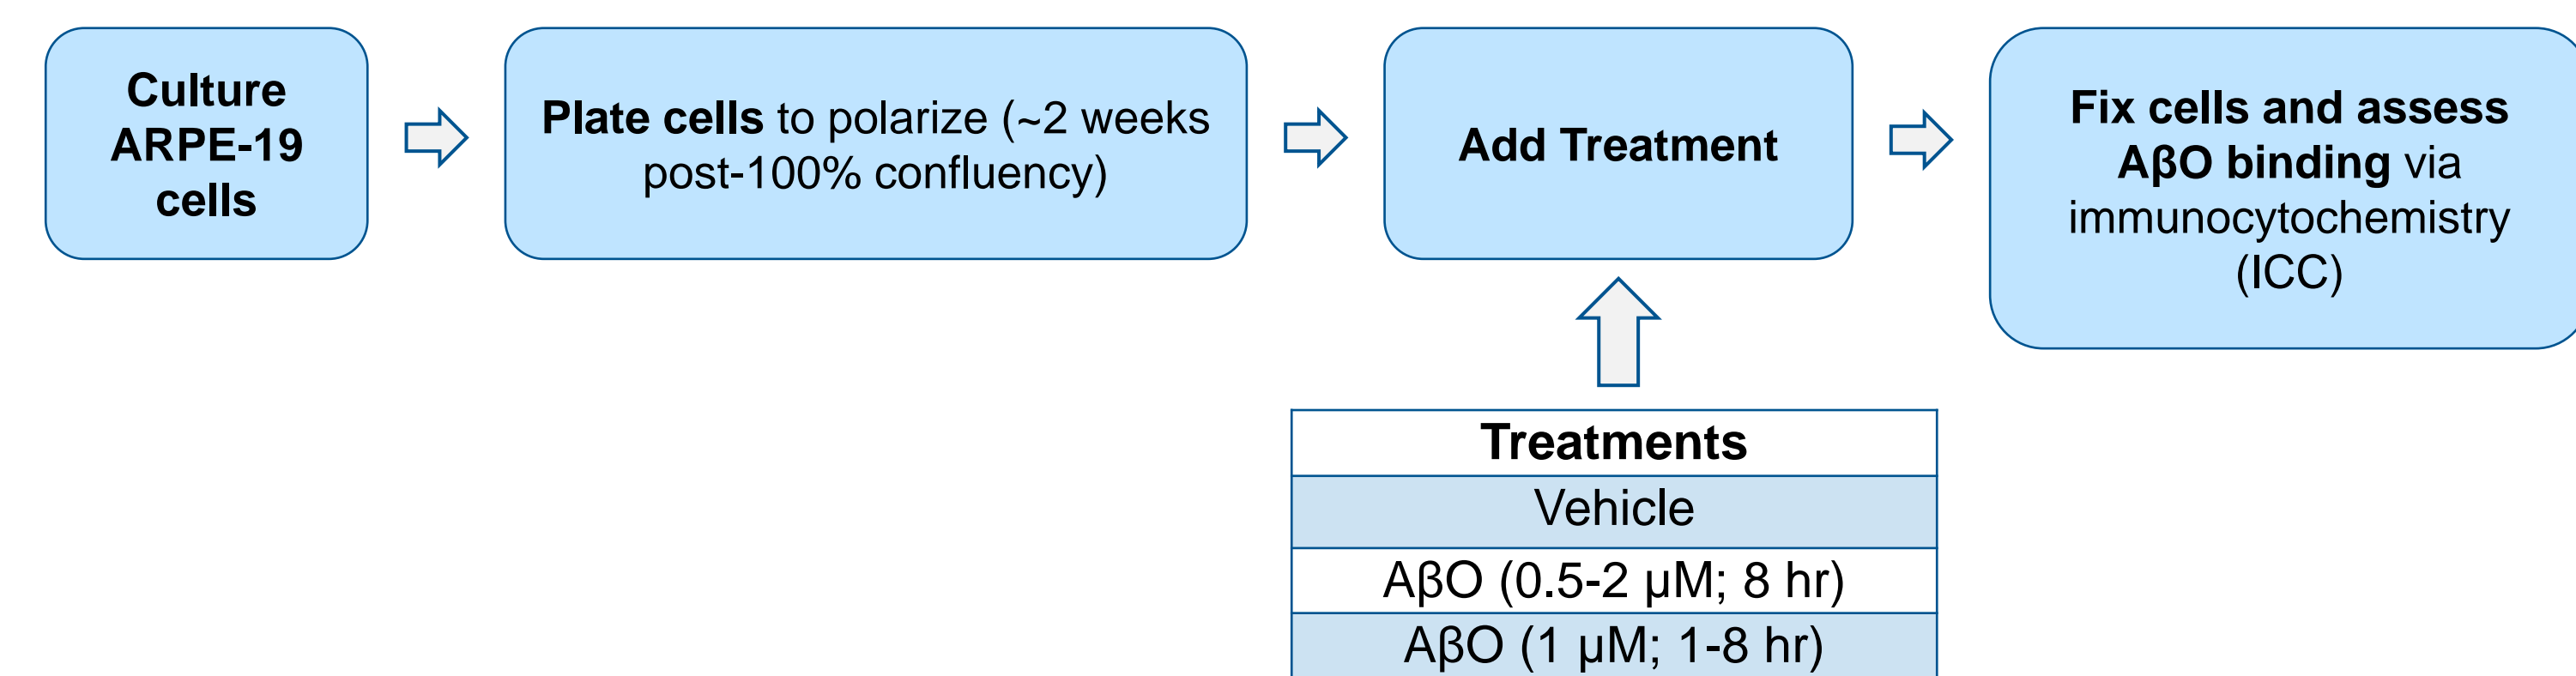 Culture
ARPE-19
cells
Plate cells to polarize (~2 weeks
post-100% confluency)
Add Treatment
Fix cells and assess
AβO binding via
immunocytochemistry
(ICC)
Treatments
Vehicle
AβO (0.5-2 μM; 8 hr)
AβO (1 μM; 1-8 hr)